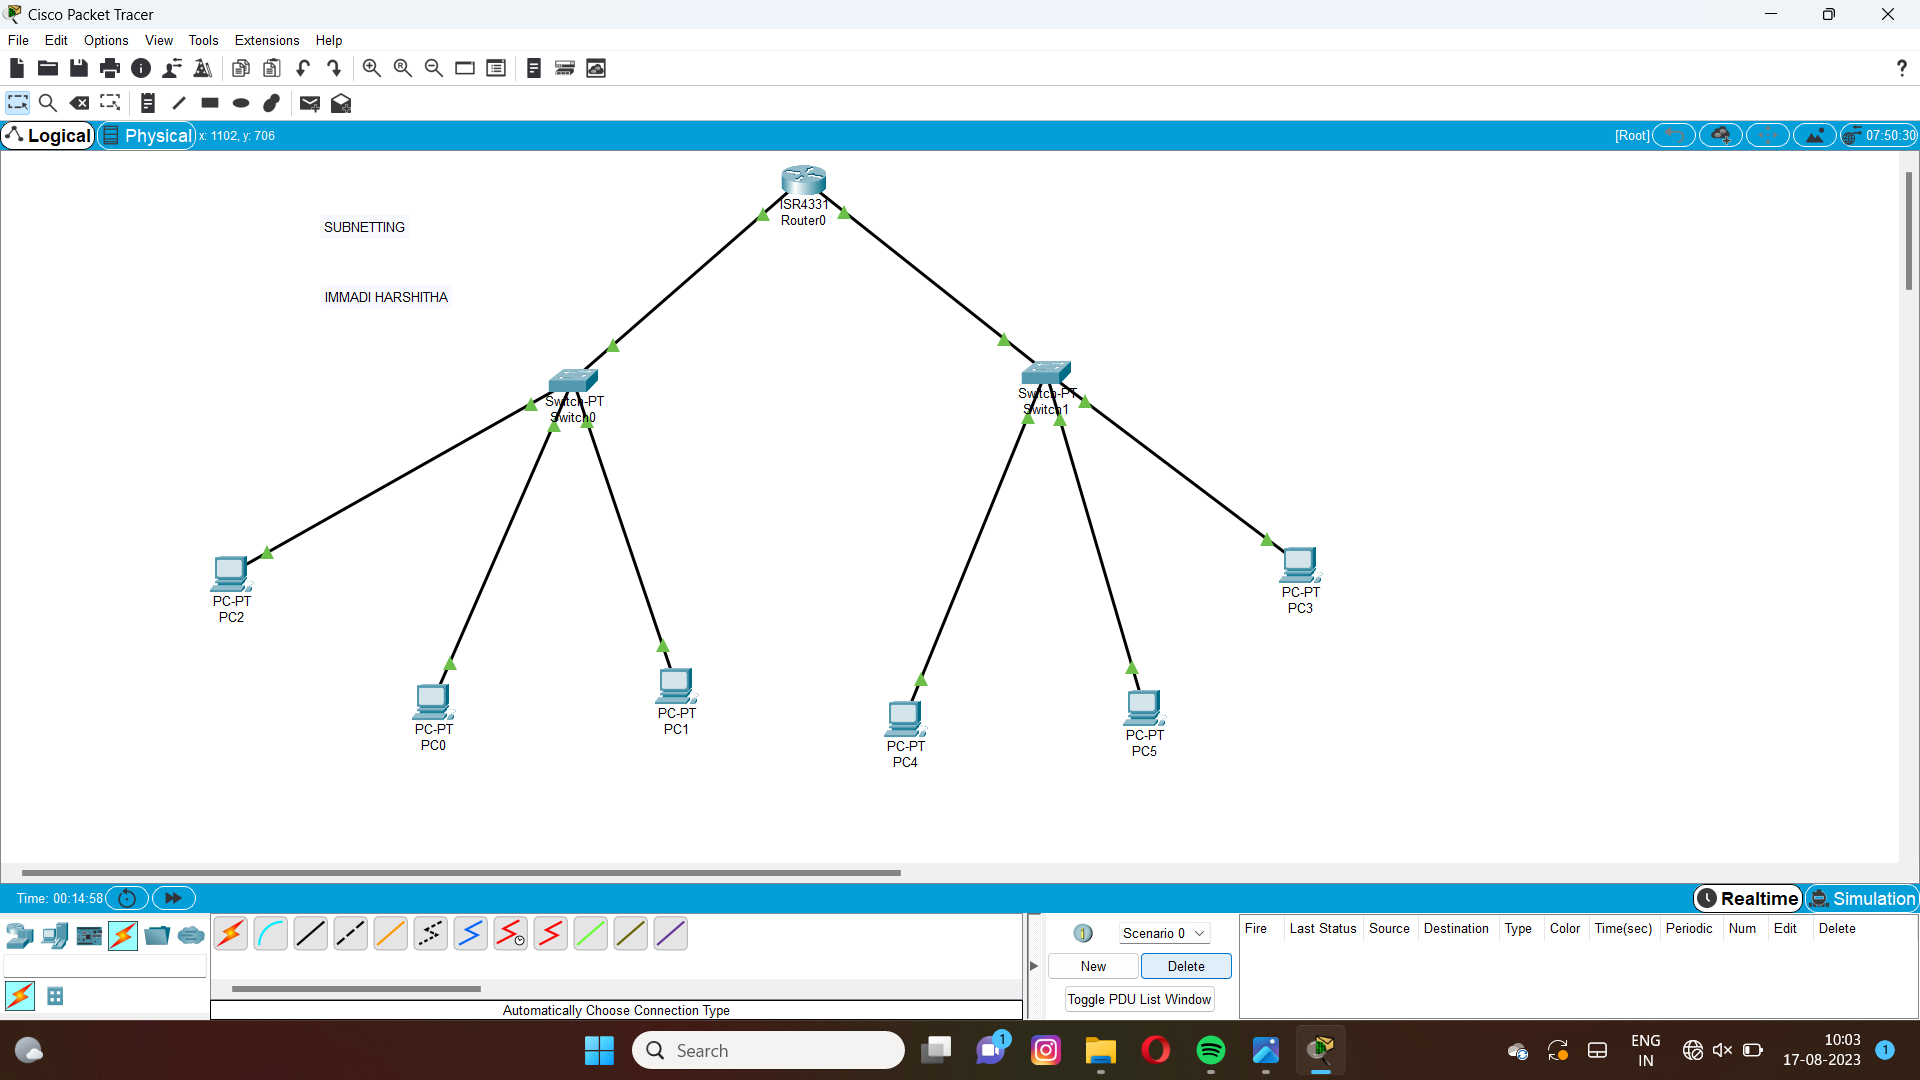 Cisco Packet Tracer
File Edit Options View Tools Extensions Help
Logical Physical x: 1102, y: 706 [Root] 07:50:30
ISR4331
Router0
SUBNETTING
IMMADI HARSHITHA
Switch-PT
Switch0
Switch-PT
Switch1
PC-PT
PC2
PC-PT
PC3
PC-PT
PC0
PC-PT
PC1
PC-PT
PC4
PC-PT
PC5
Time: 00:14:58 Realtime Simulation
Scenario 0
New Delete
Toggle PDU List Window
Fire Last Status Source Destination Type Color Time(sec) Periodic Num Edit Delete
Automatically Choose Connection Type
Search
1
ENG
IN
10:03
17-08-2023
1